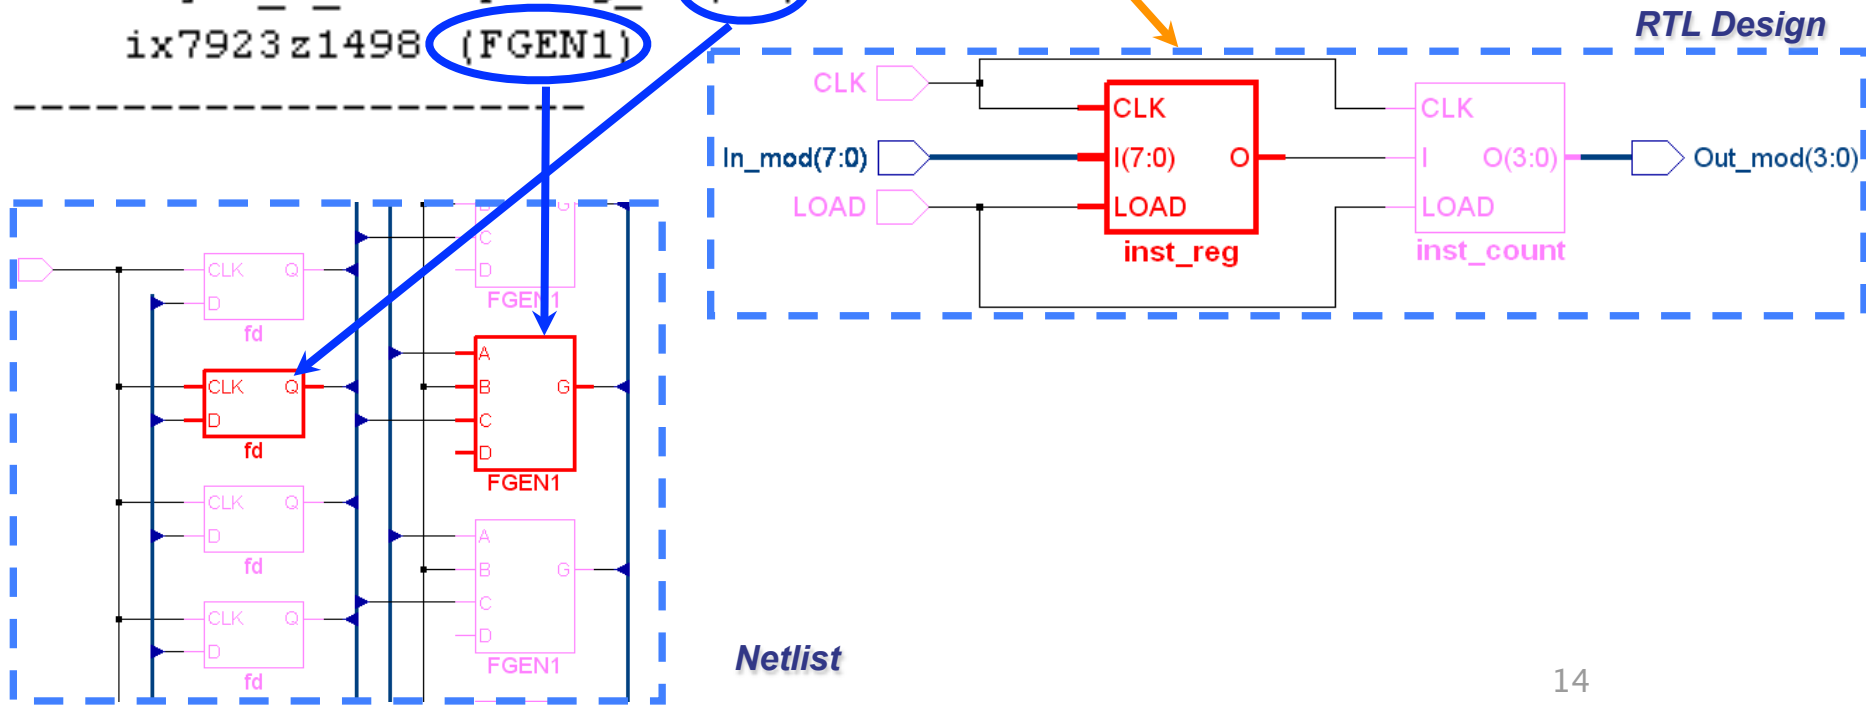 ix7923z1498 (FGEN1)
RTL Design
CLK
In_mod(7:0)
LOAD
CLK
I(7:0) O
LOAD
inst_reg
CLK
I O(3:0)
LOAD
inst_count
Out_mod(3:0)
CLK Q
D
fd
CLK Q
D
fd
CLK Q
D
fd
CLK Q
D
fd
C
D
FGEN1
A
B G
C
D
FGEN1
A
B G
C
D
FGEN1
Netlist
14